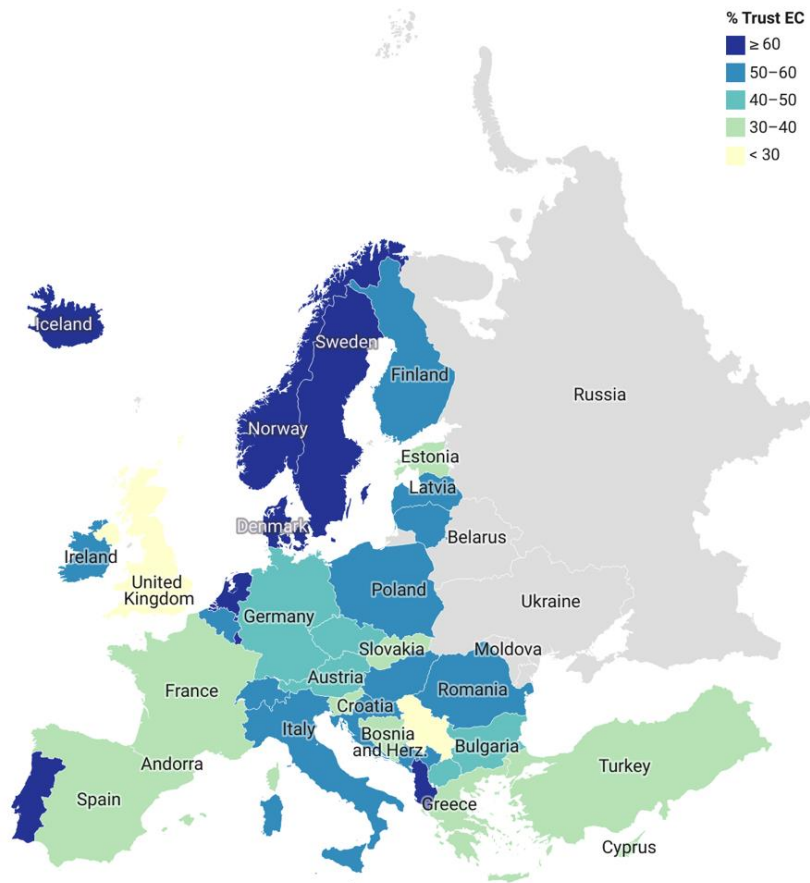 % Trust EC
≥ 60
50–60
40–50
30–40
< 30
Iceland
Sweden
Finland
Russia
Norway
Estonia
Latvia
Denmark
Belarus
Ireland
United
Kingdom
Poland
Ukraine
Germany
Slovakia
Moldova
Austria
France
Romania
Croatia
Italy
Bosnia
and Herz.
Bulgaria
Andorra
Turkey
Spain
Greece
Cyprus